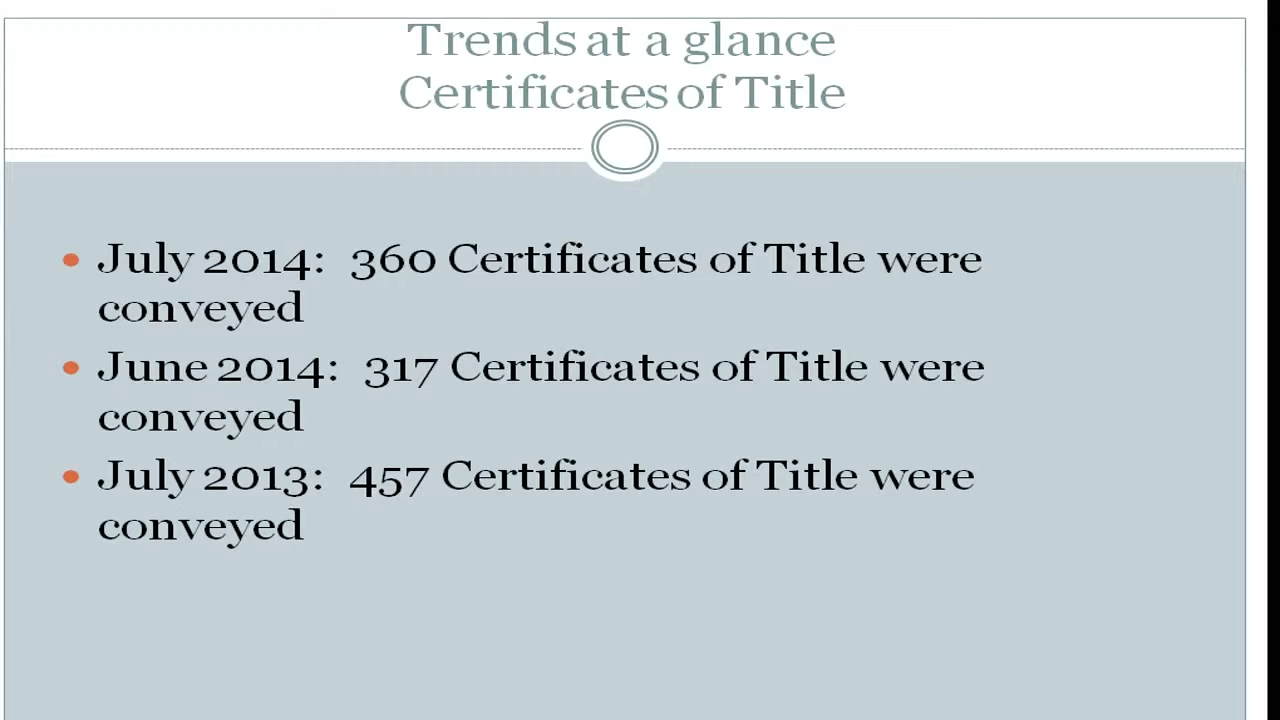 Trends at a glance
Certificates of Title
• July 2014:  360 Certificates of Title were
conveyed
• June 2014:  317 Certificates of Title were
conveyed
• July 2013:  457 Certificates of Title were
conveyed